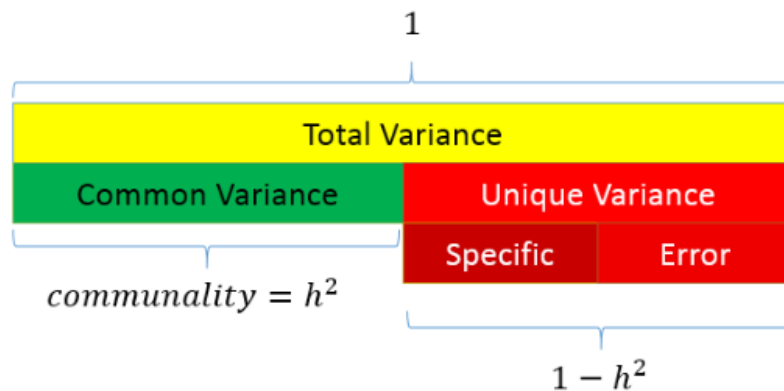 1
Total Variance
Common Variance Unique Variance
Specific Error
communality = h²
1 − h²